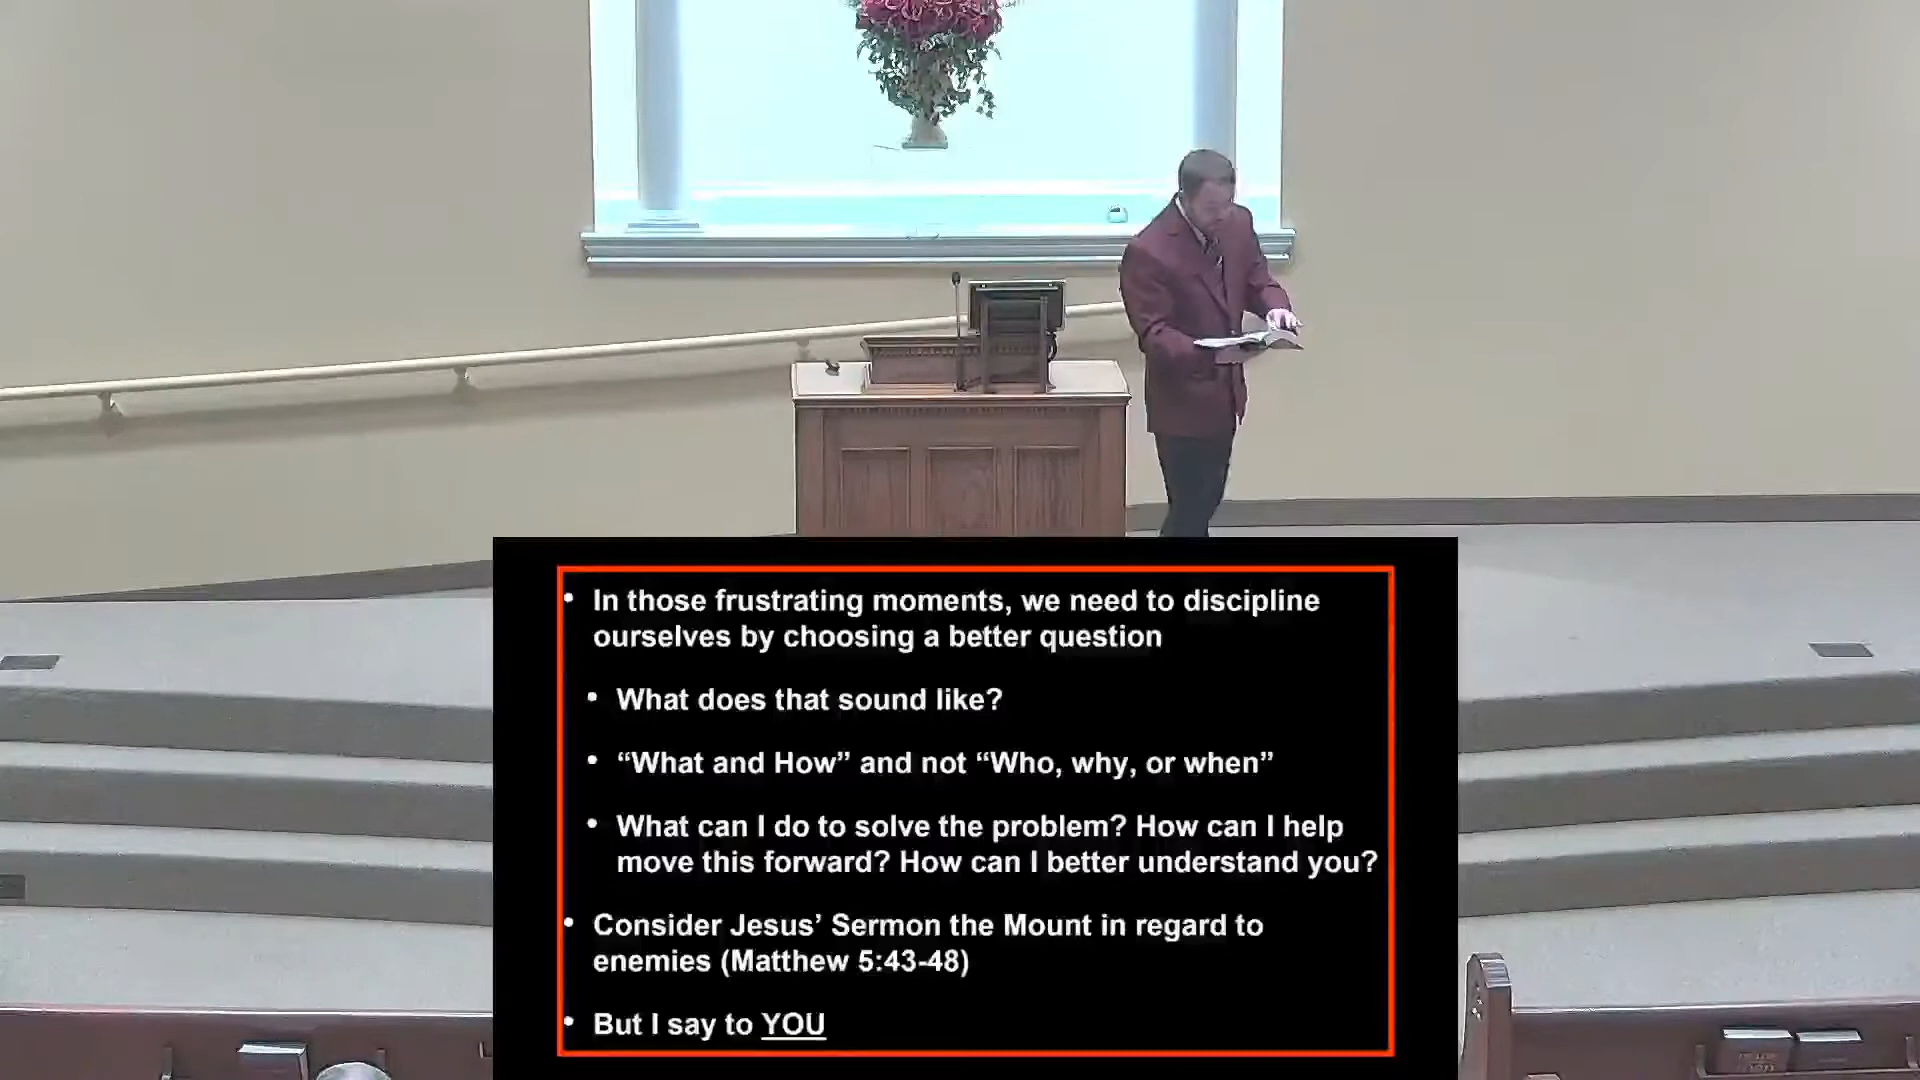 • In those frustrating moments, we need to discipline
ourselves by choosing a better question
• What does that sound like?
• “What and How” and not “Who, why, or when”
• What can I do to solve the problem? How can I help
move this forward? How can I better understand you?
• Consider Jesus’ Sermon the Mount in regard to
enemies (Matthew 5:43-48)
• But I say to YOU